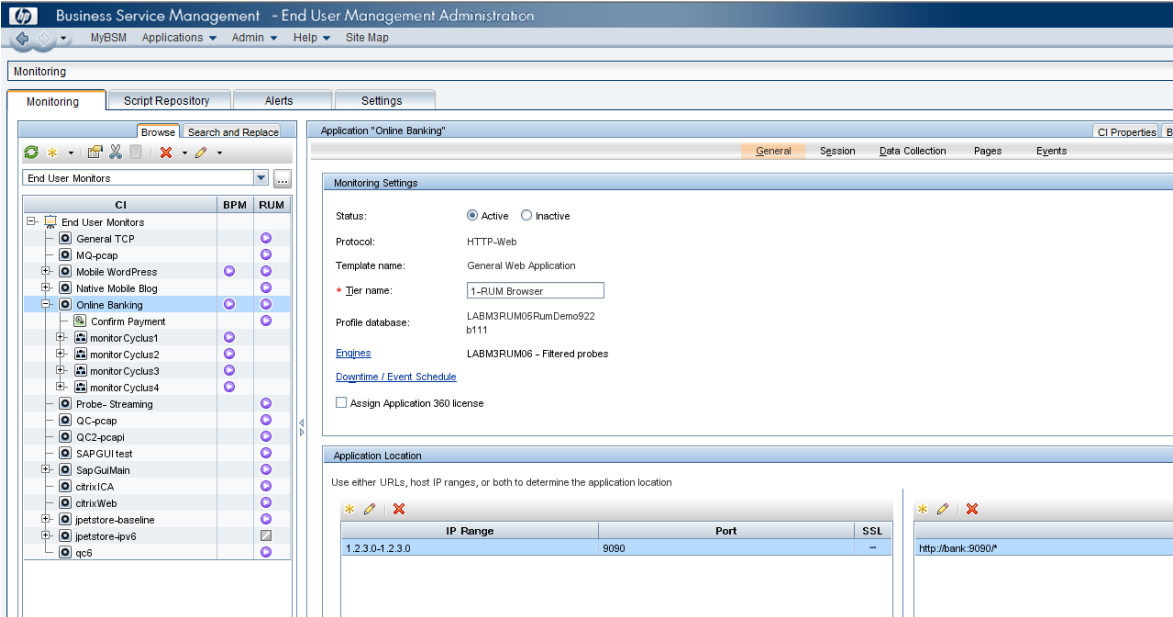 hp Business Service Management - End User Management Administration
MyBSM Applications Admin Help Site Map
Monitoring
Monitoring Script Repository Alerts Settings
Browse Search and Replace
Application "Online Banking"
CI Properties B
General Session Data Collection Pages Events
End User Monitors ...
Monitoring Settings
CI BPM RUM
End User Monitors
General TCP
MQ-pcap
Mobile WordPress
Native Mobile Blog
Online Banking
Confirm Payment
monitorCyclus1
monitorCyclus2
monitorCyclus3
monitorCyclus4
Probe- Streaming
QC-pcap
QC2-pcapi
SAPGUI test
SapGuiMain
citrixICA
citrixWeb
jpetstore-baseline
jpetstore-ipv6
qc6
Status: Active Inactive
Protocol: HTTP-Web
Template name: General Web Application
* Tier name: 1-RUM Browser
Profile database: LABM3RUM05RumDemo922
b111
Engines LABM3RUM06 - Filtered probes
Downtime / Event Schedule
Assign Application 360 license
Application Location
Use either URLs, host IP ranges, or both to determine the application location
IP Range Port SSL
1.2.3.0-1.2.3.0 9090 –
http://bank:9090/*